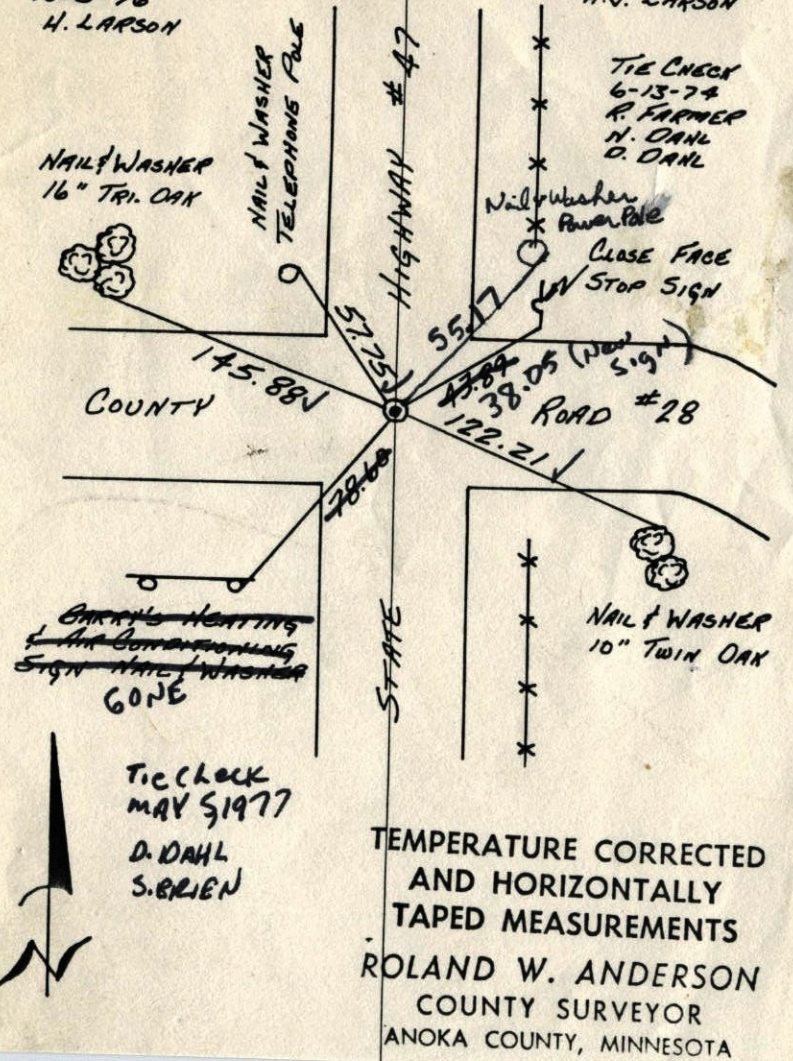 H. LARSON
TIE CHECK
6-13-74
R. FARMER
N. DAHL
D. DAHL
NAIL & WASHER
TELEPHONE POLE
HIGHWAY #47
NAIL & WASHER
16" TRI. OAK
Nail & Washer
Power Pole
CLOSE FACE
STOP SIGN
57.75
55.17
145.88
43.84
38.05 (New Sign)
COUNTY
ROAD #28
122.21
78.60
STATE
BARRY'S HEATING
& AIR CONDITIONING
SIGN NAIL & WASHER
GONE
NAIL & WASHER
10" TWIN OAK
Tie Check
MAY 5, 1977
D. DAHL
S. BRIEN
N
TEMPERATURE CORRECTED
AND HORIZONTALLY
TAPED MEASUREMENTS
ROLAND W. ANDERSON
COUNTY SURVEYOR
ANOKA COUNTY, MINNESOTA